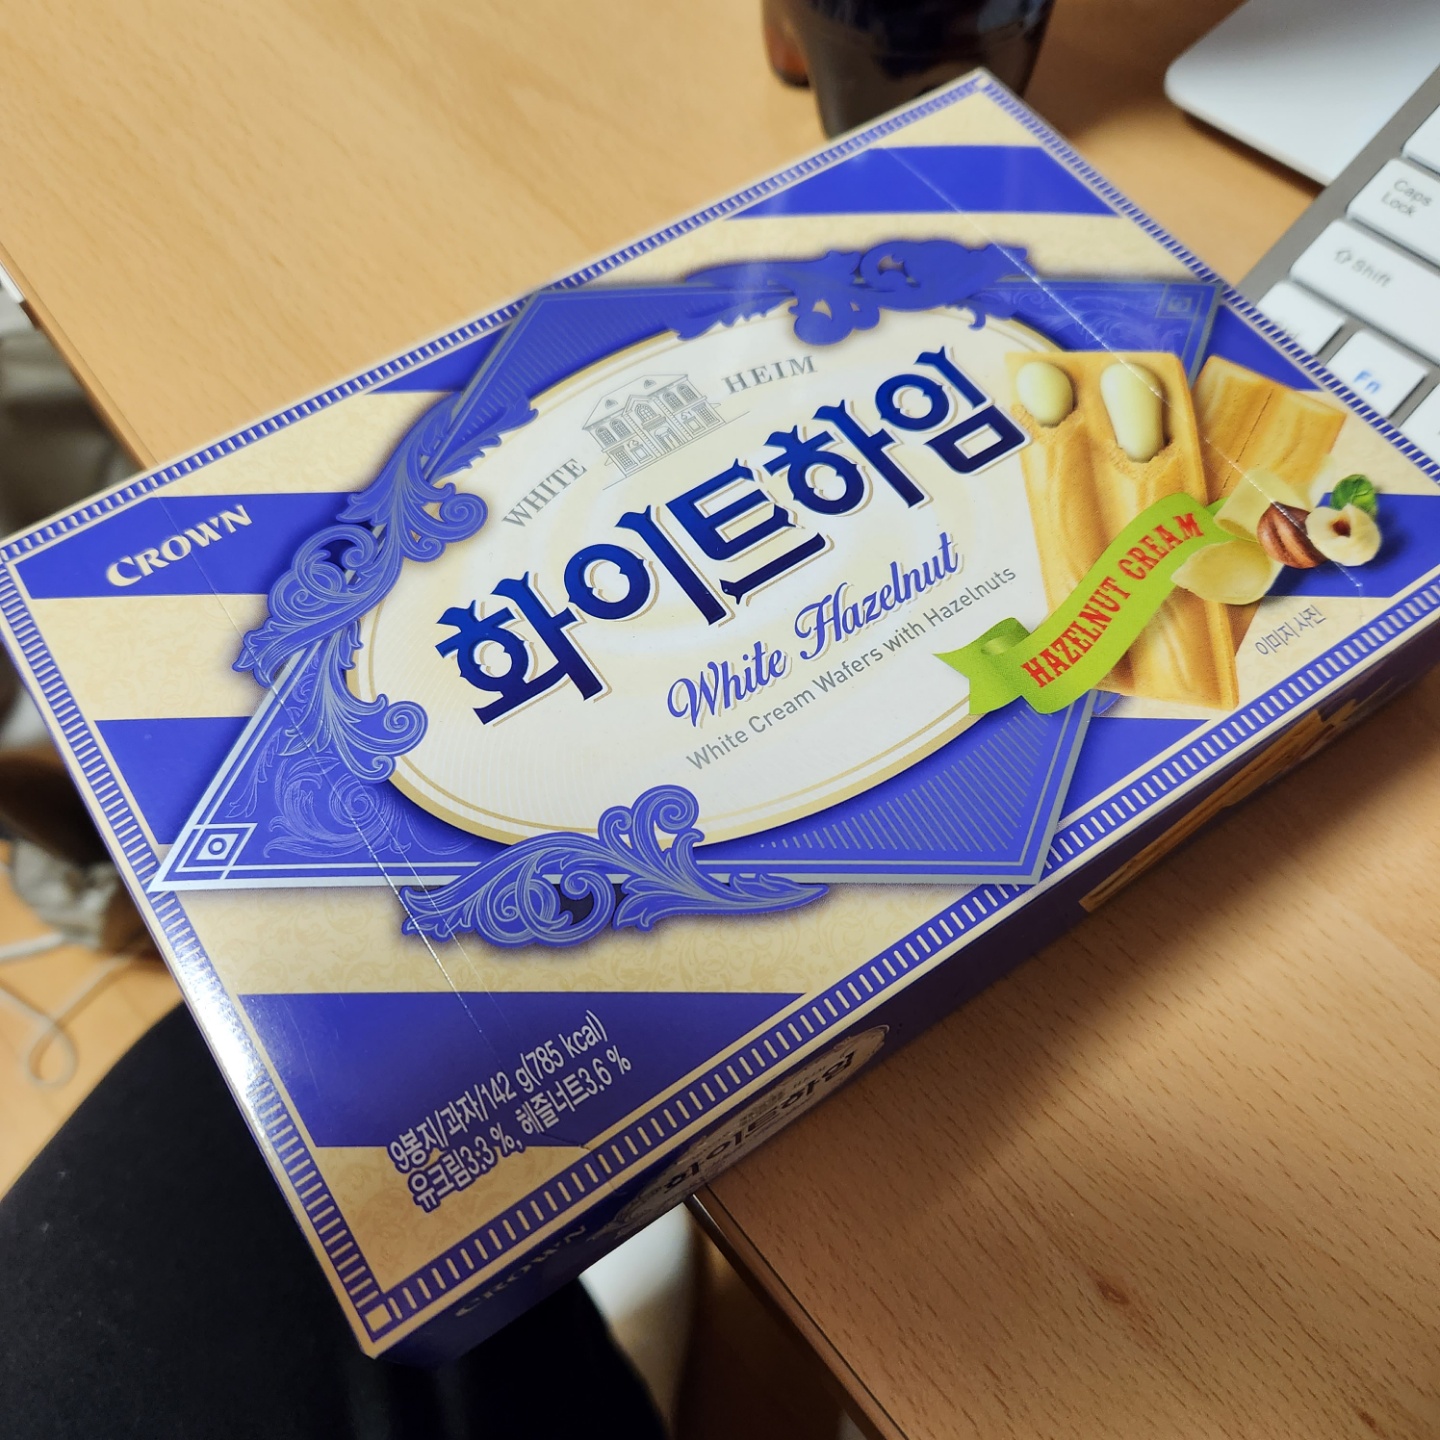 CROWN
WHITE HEIM
화이트하임
White Hazelnut
White Cream Wafers with Hazelnuts
HAZELNUT CREAM
이미지 사진
9봉지/과자/142 g(785 kcal)
유크림3.3 %, 헤즐너트3.6 %
화이트하임
CROWN
Caps Lock
Shift
Fn